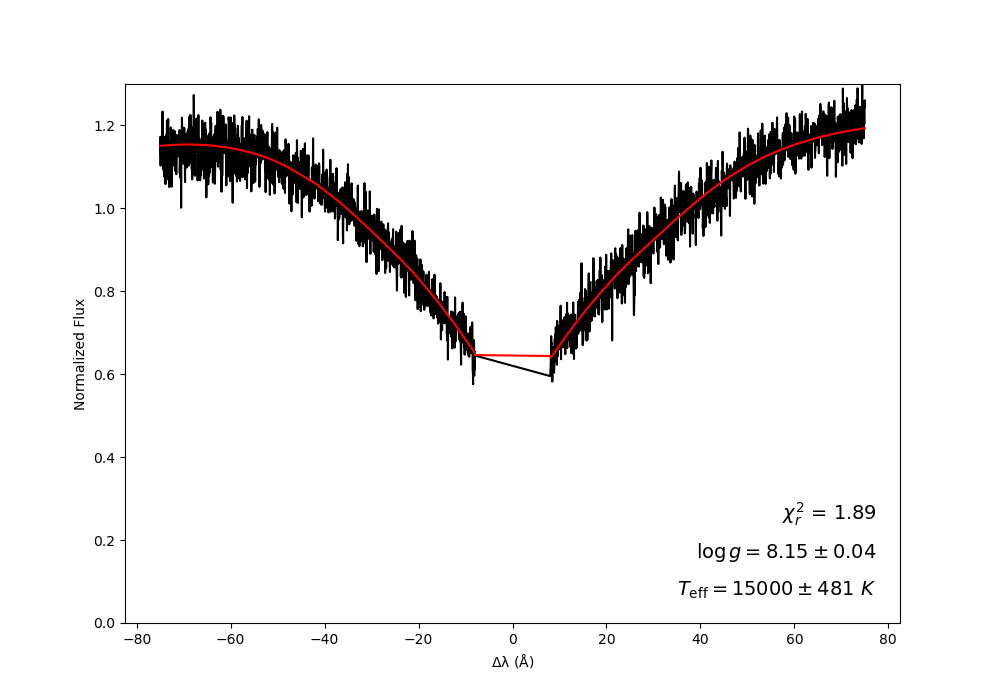 1.2
1.0
0.8
0.6
0.4
0.2
0.0
Normalized Flux
χ²ᵣ = 1.89
log g = 8.15 ± 0.04
T_eff = 15000 ± 481 K
−80 −60 −40 −20 0 20 40 60 80
Δλ (Å)